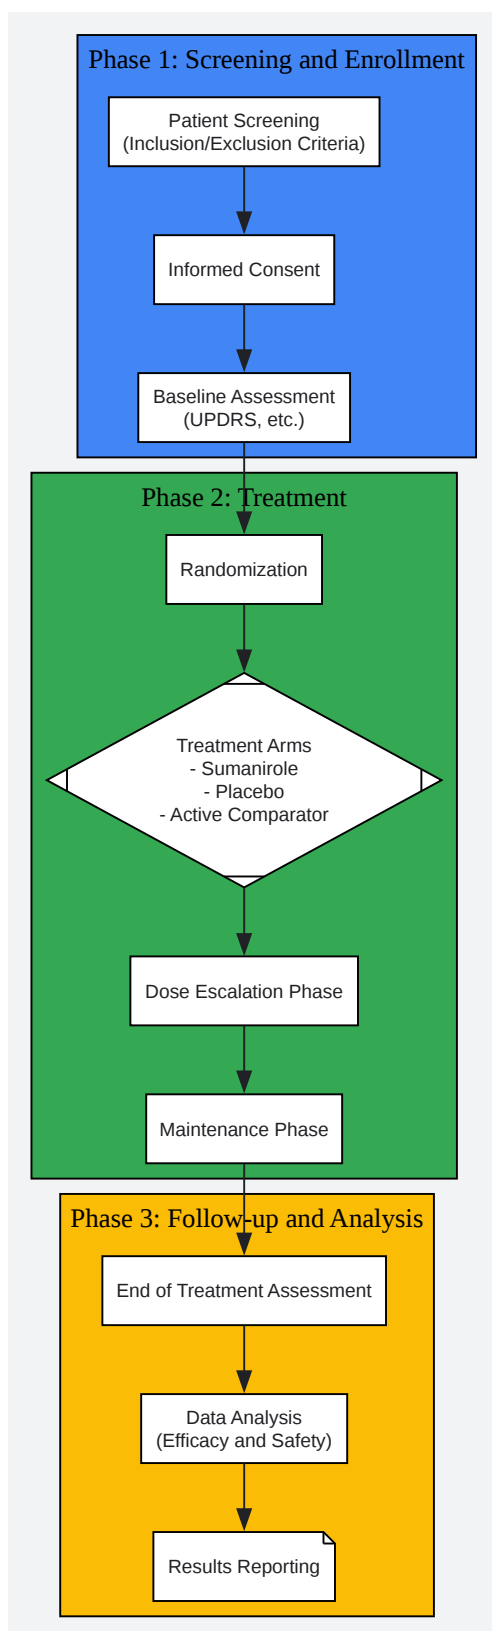 Phase 1: Screening and Enrollment
Patient Screening
(Inclusion/Exclusion Criteria)
Informed Consent
Baseline Assessment
(UPDRS, etc.)
Phase 2: Treatment
Randomization
Treatment Arms
- Sumanirole
- Placebo
- Active Comparator
Dose Escalation Phase
Maintenance Phase
Phase 3: Follow-up and Analysis
End of Treatment Assessment
Data Analysis
(Efficacy and Safety)
Results Reporting